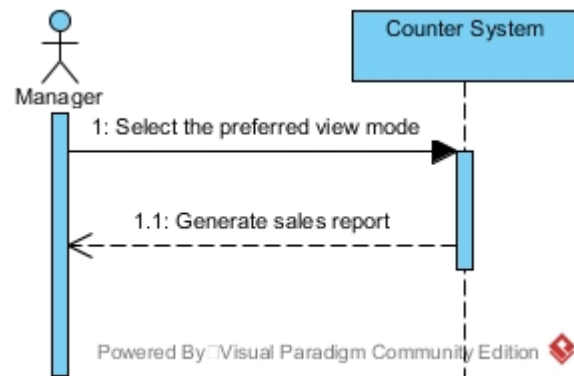 Counter System
Manager
1: Select the preferred view mode
1.1: Generate sales report
Powered By Visual Paradigm Community Edition